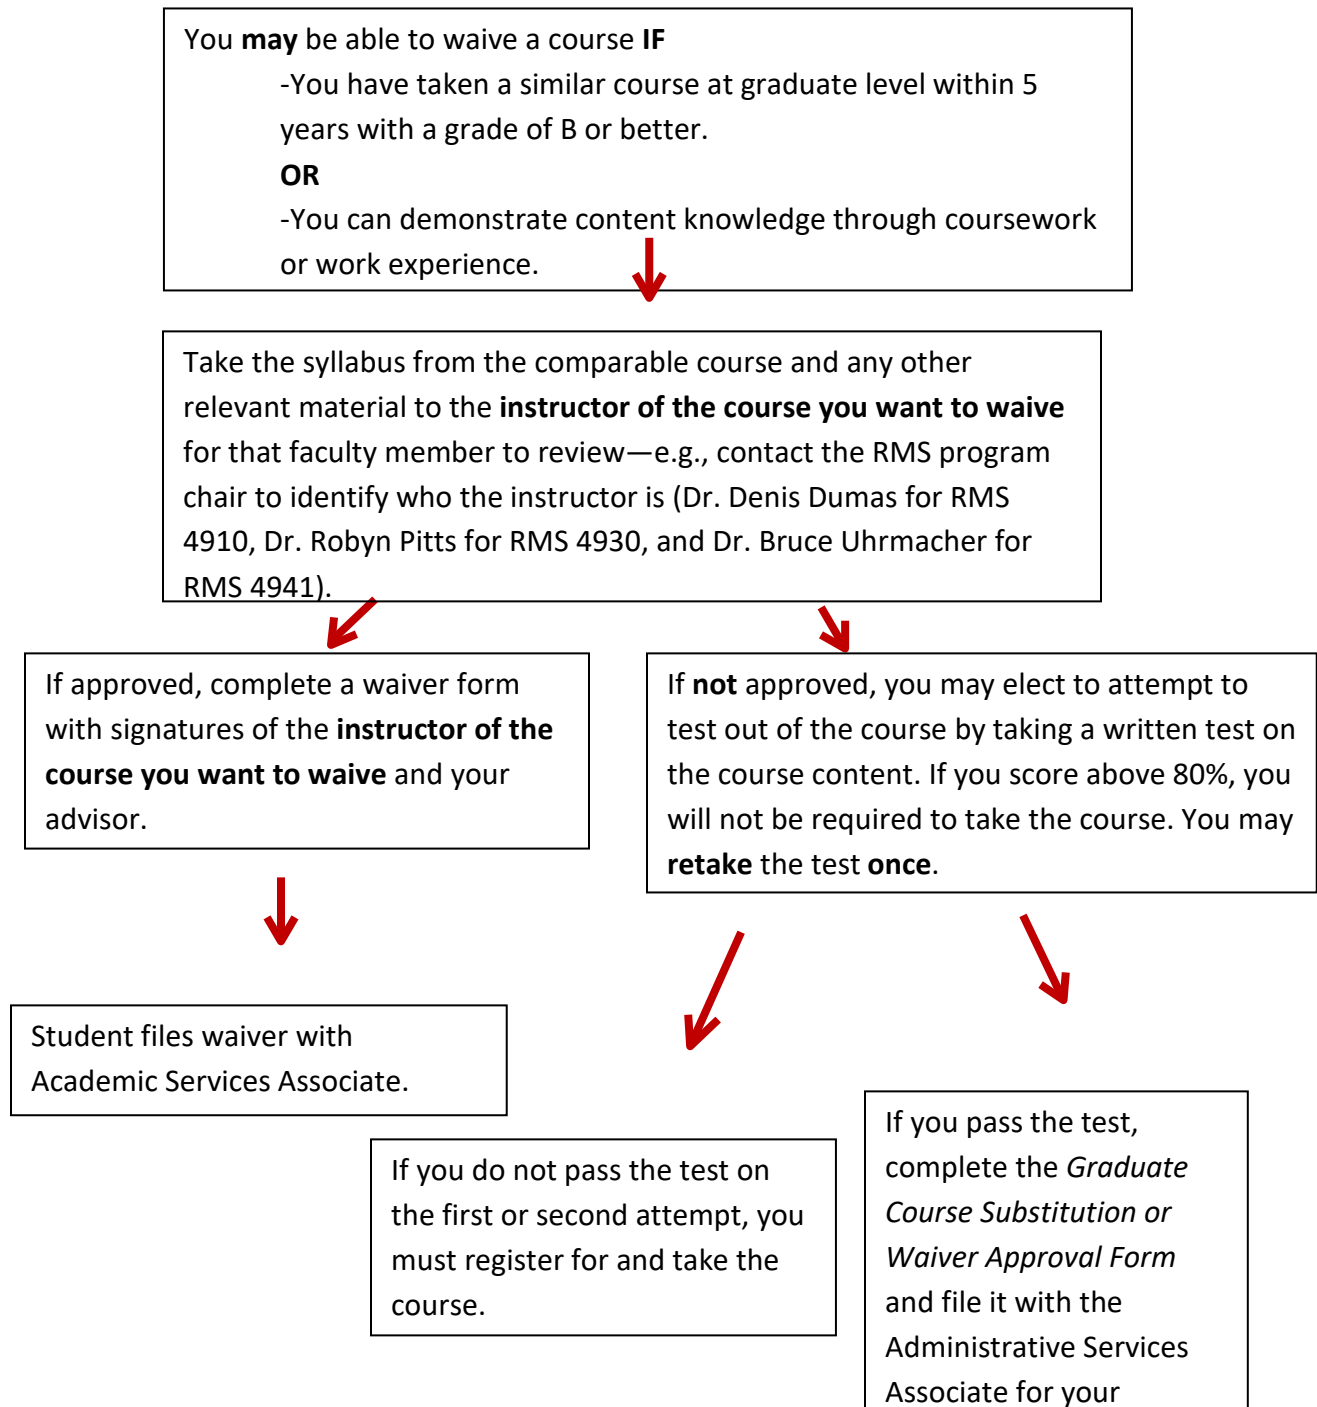 You may be able to waive a course IF
-You have taken a similar course at graduate level within 5
years with a grade of B or better.
OR
-You can demonstrate content knowledge through coursework
or work experience.
Take the syllabus from the comparable course and any other
relevant material to the instructor of the course you want to waive
for that faculty member to review—e.g., contact the RMS program
chair to identify who the instructor is (Dr. Denis Dumas for RMS
4910, Dr. Robyn Pitts for RMS 4930, and Dr. Bruce Uhrmacher for
RMS 4941).
If approved, complete a waiver form
with signatures of the instructor of the
course you want to waive and your
advisor.
If not approved, you may elect to attempt to
test out of the course by taking a written test on
the course content. If you score above 80%, you
will not be required to take the course. You may
retake the test once.
Student files waiver with
Academic Services Associate.
If you do not pass the test on
the first or second attempt, you
must register for and take the
course.
If you pass the test,
complete the Graduate
Course Substitution or
Waiver Approval Form
and file it with the
Administrative Services
Associate for your